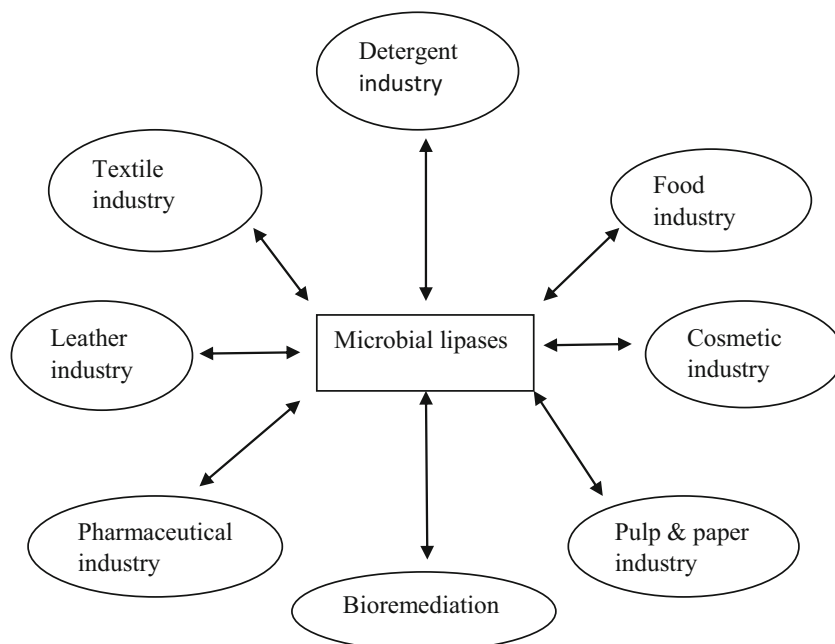 Detergent
industry
Textile
industry
Food
industry
Leather
industry
Microbial lipases
Cosmetic
industry
Pharmaceutical
industry
Pulp & paper
industry
Bioremediation